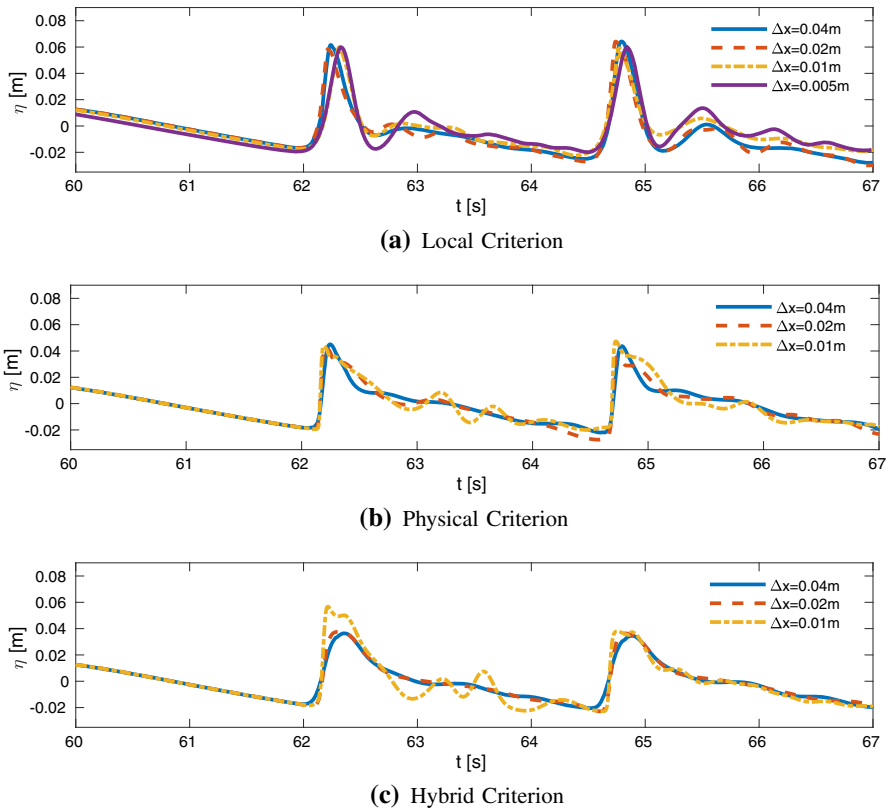 0.08
0.06
0.04
0.02
0
-0.02
η [m]
Δx=0.04m
Δx=0.02m
Δx=0.01m
Δx=0.005m
60 61 62 63 64 65 66 67
t [s]
(a) Local Criterion
0.08
0.06
0.04
0.02
0
-0.02
η [m]
Δx=0.04m
Δx=0.02m
Δx=0.01m
60 61 62 63 64 65 66 67
t [s]
(b) Physical Criterion
0.08
0.06
0.04
0.02
0
-0.02
η [m]
Δx=0.04m
Δx=0.02m
Δx=0.01m
60 61 62 63 64 65 66 67
t [s]
(c) Hybrid Criterion